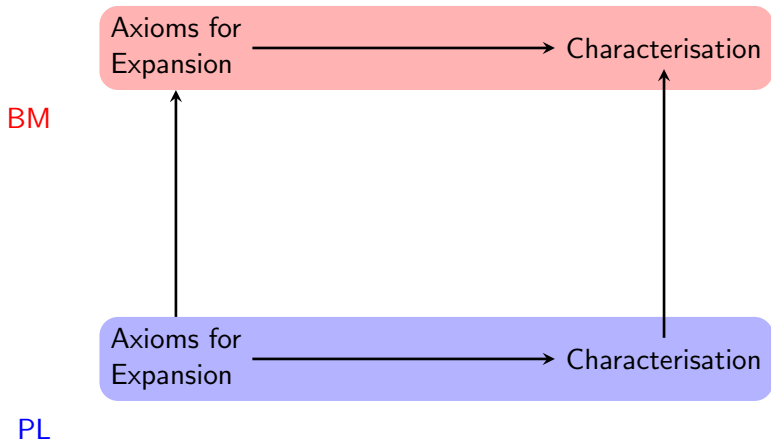 Axioms for
Expansion
Characterisation
BM
Axioms for
Expansion
Characterisation
PL